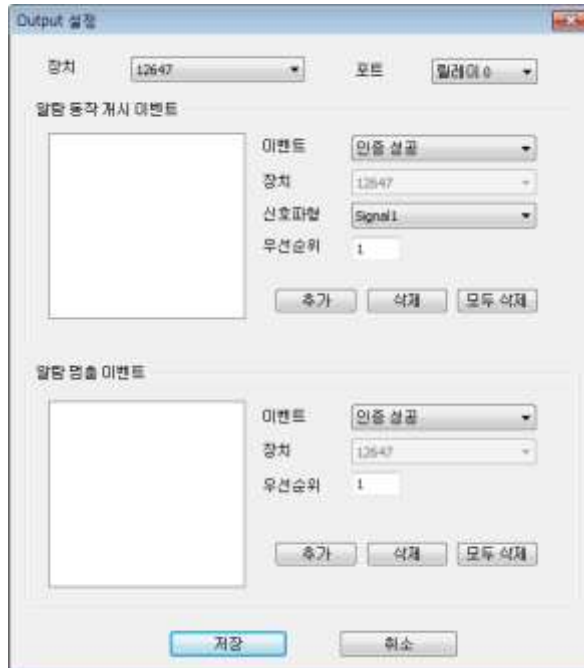 Output 설정
장치 12647 포트 릴레이 0
알람 동작 개시 이벤트
이벤트 인증 성공
장치 12647
신호파형 Signal1
우선순위 1
추가 삭제 모두 삭제
알람 멈춤 이벤트
이벤트 인증 성공
장치 12647
우선순위 1
추가 삭제 모두 삭제
저장 취소